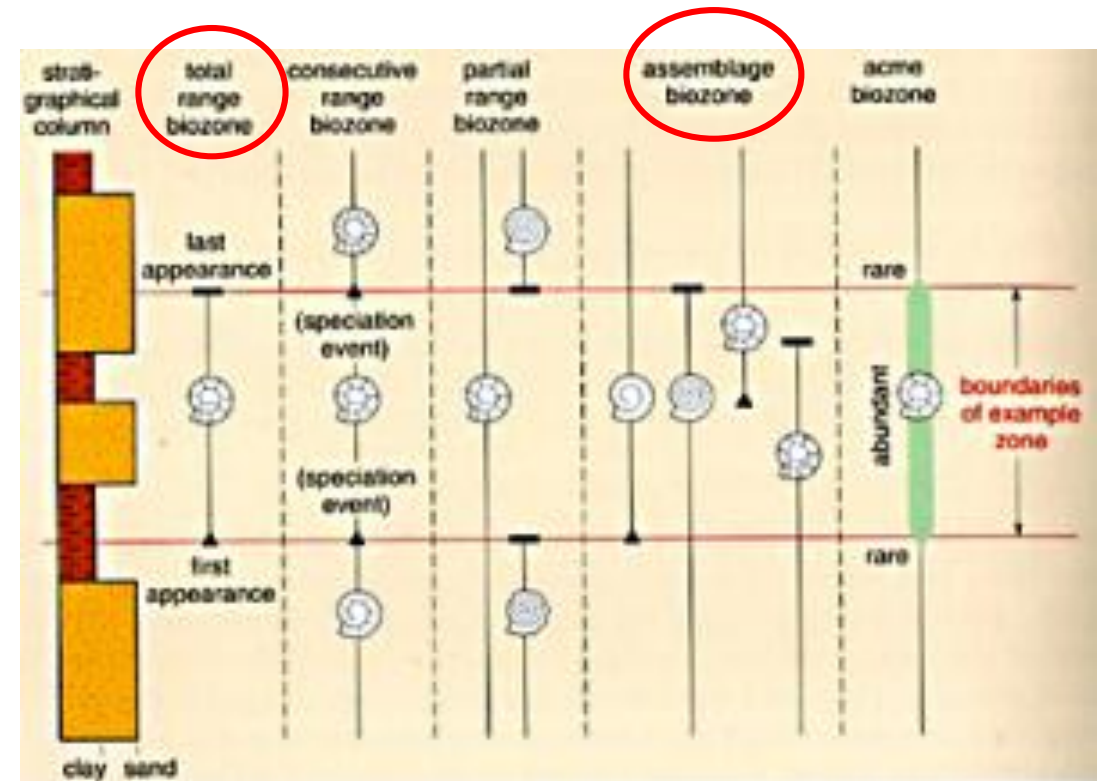 strati-
graphical
column
total
range
biozone
consecutive
range
biozone
partial
range
biozone
assemblage
biozone
acme
biozone
last
appearance
(speciation
event)
(speciation
event)
first
appearance
rare
abundant
rare
boundaries
of example
zone
clay sand